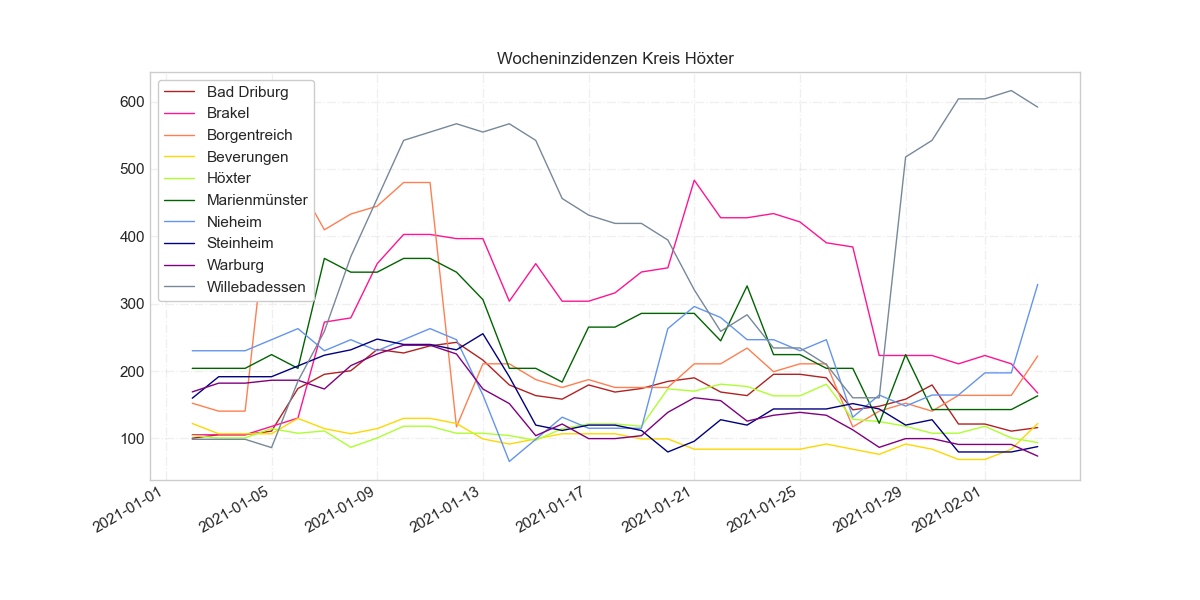 Wocheninzidenzen Kreis Höxter
Bad Driburg
Brakel
Borgentreich
Beverungen
Höxter
Marienmünster
Nieheim
Steinheim
Warburg
Willebadessen
600
500
400
300
200
100
2021-01-01
2021-01-05
2021-01-09
2021-01-13
2021-01-17
2021-01-21
2021-01-25
2021-01-29
2021-02-01